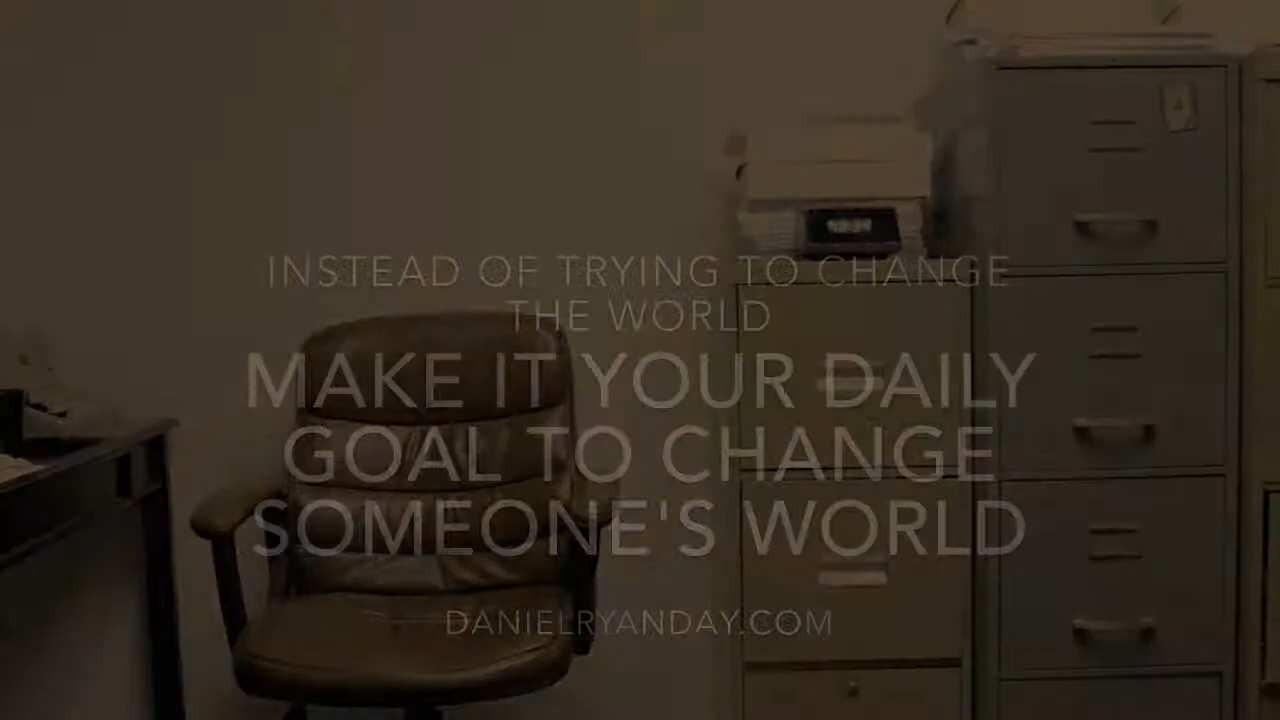 INSTEAD OF TRYING TO CHANGE
THE WORLD
MAKE IT YOUR DAILY
GOAL TO CHANGE
SOMEONE'S WORLD
DANIELRYANDAY.COM